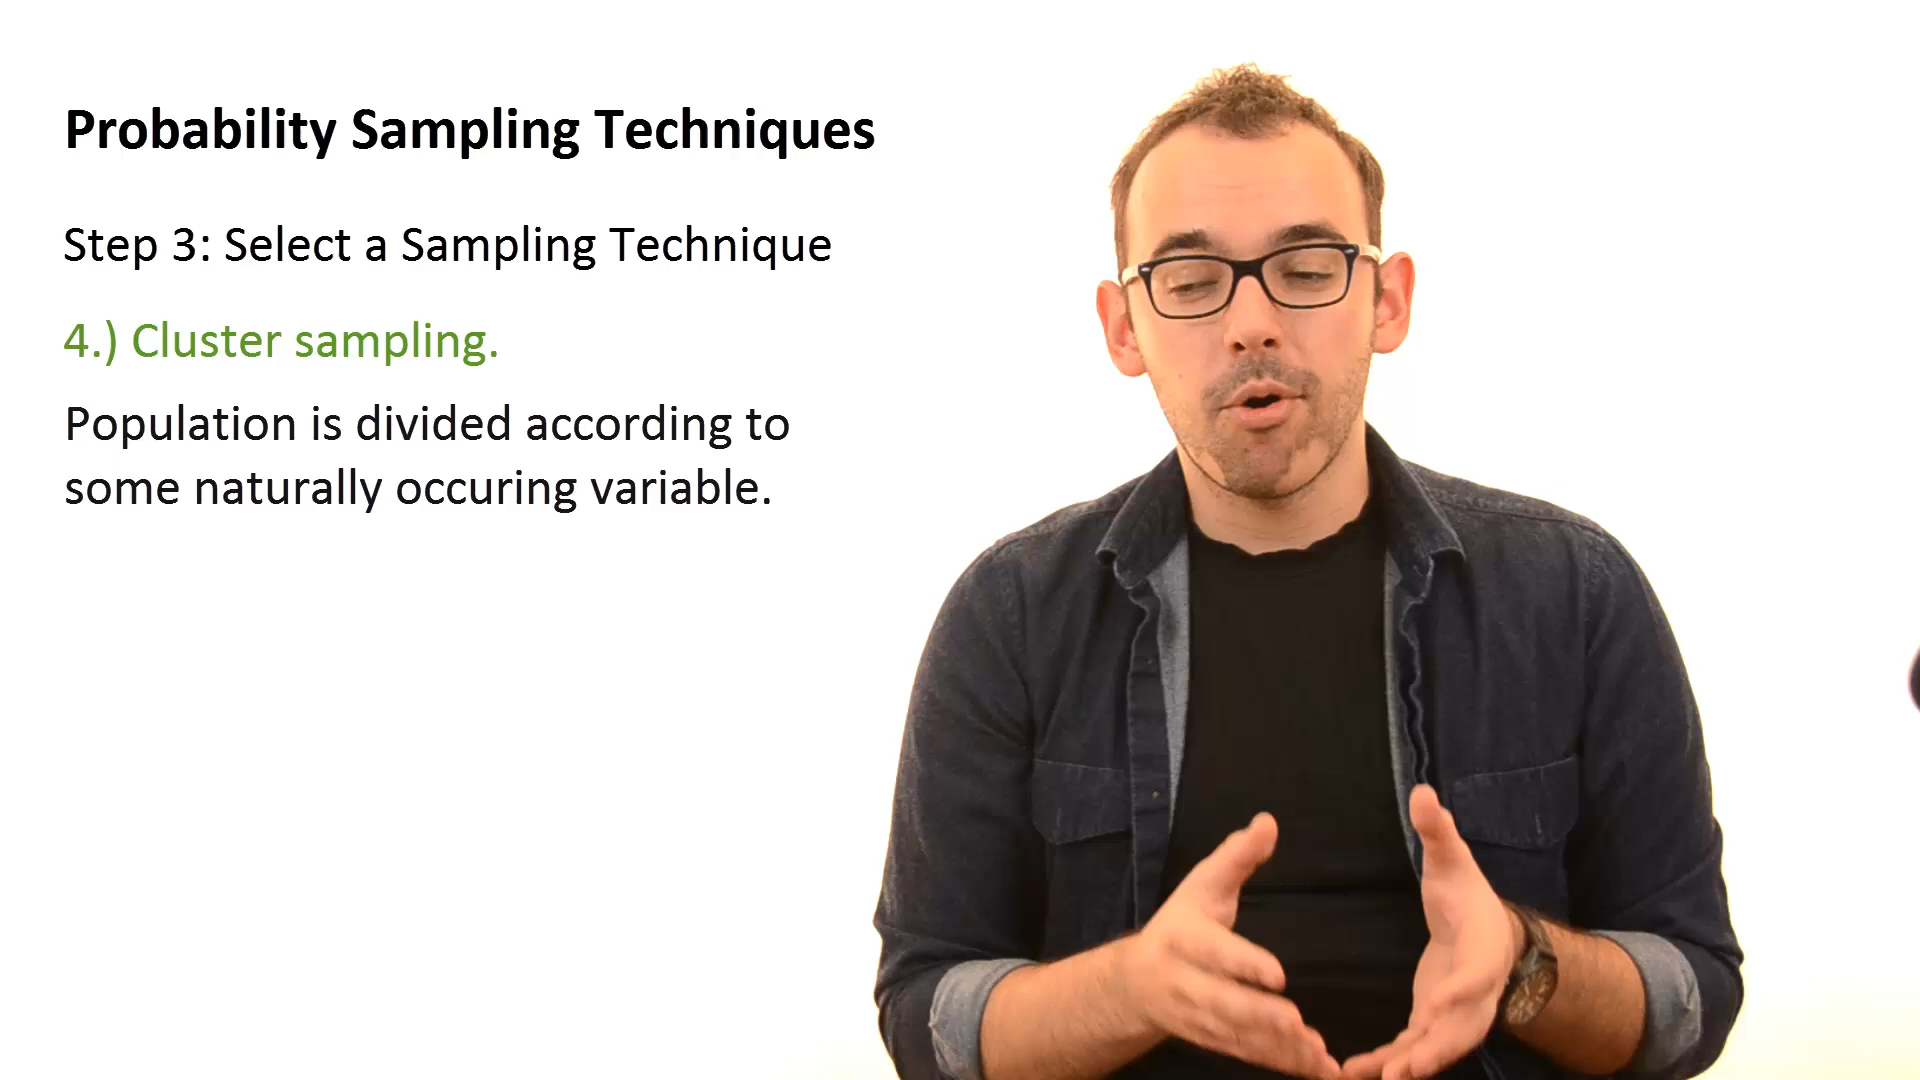 Probability Sampling Techniques
Step 3: Select a Sampling Technique
4.) Cluster sampling.
Population is divided according to
some naturally occuring variable.